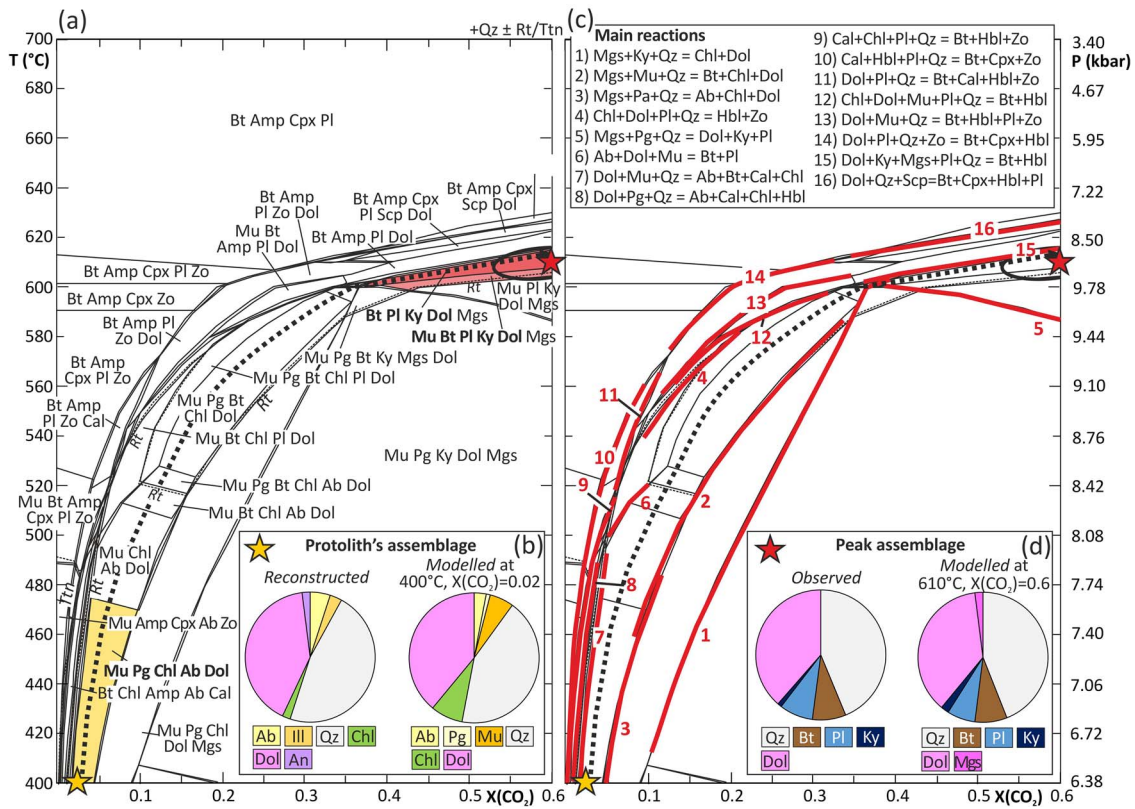 (a)
+Qz ± Rt/Ttn
T (°C)
700
680
660
640
620
600
580
560
540
520
500
480
460
440
420
400
Bt Amp Cpx Pl
Bt Amp
Pl Zo Dol
Bt Amp Cpx
Pl Scp Dol
Bt Amp Cpx
Scp Dol
Mu Bt
Amp Pl Dol
Bt Amp Pl Dol
Bt Amp Cpx Pl Zo
Bt Amp Cpx Zo
Rt
Mu Pl Ky
Dol Mgs
Bt Pl Ky Dol Mgs
Mu Bt Pl Ky Dol Mgs
Bt Amp Pl
Zo Dol
Mu Pg Bt Ky Mgs Dol
Bt Amp
Cpx Pl Zo
Mu Pg Bt Chl Pl Dol
Rt
Mu Pg Bt
Chl Dol
Bt Amp
Pl Zo Cal
Rt
Mu Bt Chl Pl Dol
Mu Pg Ky Dol Mgs
Rt
Mu Pg Bt Chl Ab Dol
Mu Bt Amp
Cpx Pl Zo
Mu Bt Chl Ab Dol
Mu Chl
Ab Dol
Ttn
Rt
Mu Amp Cpx Ab Zo
Mu Pg Chl Ab Dol
Bt Chl Amp Ab Cal
Mu Pg Chl
Dol Mgs
0.1
0.2
0.3
0.4
X(CO₂)
0.6
Protolith's assemblage
(b)
Reconstructed
Modelled at
400°C, X(CO₂)=0.02
Ab Ill Qz Chl
Dol An
Ab Pg Mu Qz
Chl Dol
(c)
Main reactions
1) Mgs+Ky+Qz = Chl+Dol
2) Mgs+Mu+Qz = Bt+Chl+Dol
3) Mgs+Pa+Qz = Ab+Chl+Dol
4) Chl+Dol+Pl+Qz = Hbl+Zo
5) Mgs+Pg+Qz = Dol+Ky+Pl
6) Ab+Dol+Mu = Bt+Pl
7) Dol+Mu+Qz = Ab+Bt+Cal+Chl
8) Dol+Pg+Qz = Ab+Cal+Chl+Hbl
9) Cal+Chl+Pl+Qz = Bt+Hbl+Zo
10) Cal+Hbl+Pl+Qz = Bt+Cpx+Zo
11) Dol+Pl+Qz = Bt+Cal+Hbl+Zo
12) Chl+Dol+Mu+Pl+Qz = Bt+Hbl
13) Dol+Mu+Qz = Bt+Hbl+Pl+Zo
14) Dol+Pl+Qz+Zo = Bt+Cpx+Hbl
15) Dol+Ky+Mgs+Pl+Qz = Bt+Hbl
16) Dol+Qz+Scp=Bt+Cpx+Hbl+Pl
3.40
P (kbar)
4.67
5.95
7.22
8.50
9.78
9.44
9.10
8.76
8.42
8.08
7.74
7.40
7.06
6.72
6.38
16
15
14
13
5
12
4
11
10
9
6
2
8
7
1
3
0.1
0.2
0.3
0.4
X(CO₂)
0.6
Peak assemblage
(d)
Observed
Modelled at
610°C, X(CO₂)=0.6
Qz Bt Pl Ky
Dol
Qz Bt Pl Ky
Dol Mgs